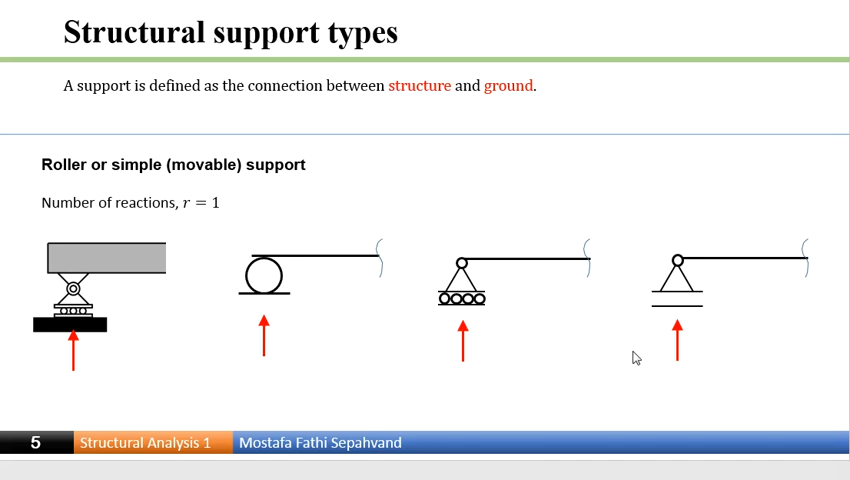 Structural support types
A support is defined as the connection between structure and ground.
Roller or simple (movable) support
Number of reactions, 𝑟 = 1
5 Structural Analysis 1 Mostafa Fathi Sepahvand